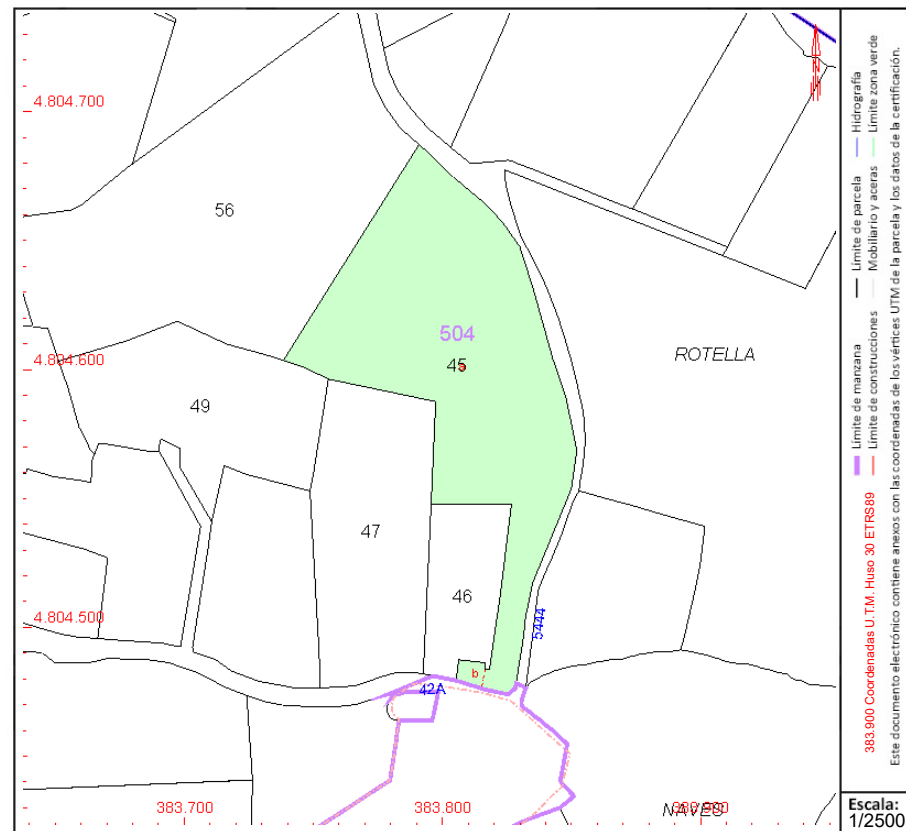 4.804.700
56
504
45
ROTELLA
4.804.600
49
47
46
4.804.500
5444
b
42A
383.700
383.800
383.900
NAVES
Límite de manzana
Límite de parcela
Hidrografía
Límite de construcciones
Mobiliario y aceras
Límite zona verde
383.900 Coordenadas U.T.M. Huso 30 ETRS89
Este documento electrónico contiene anexos con las coordenadas de los vértices UTM de la parcela y los datos de la certificación.
Escala:
1/2500